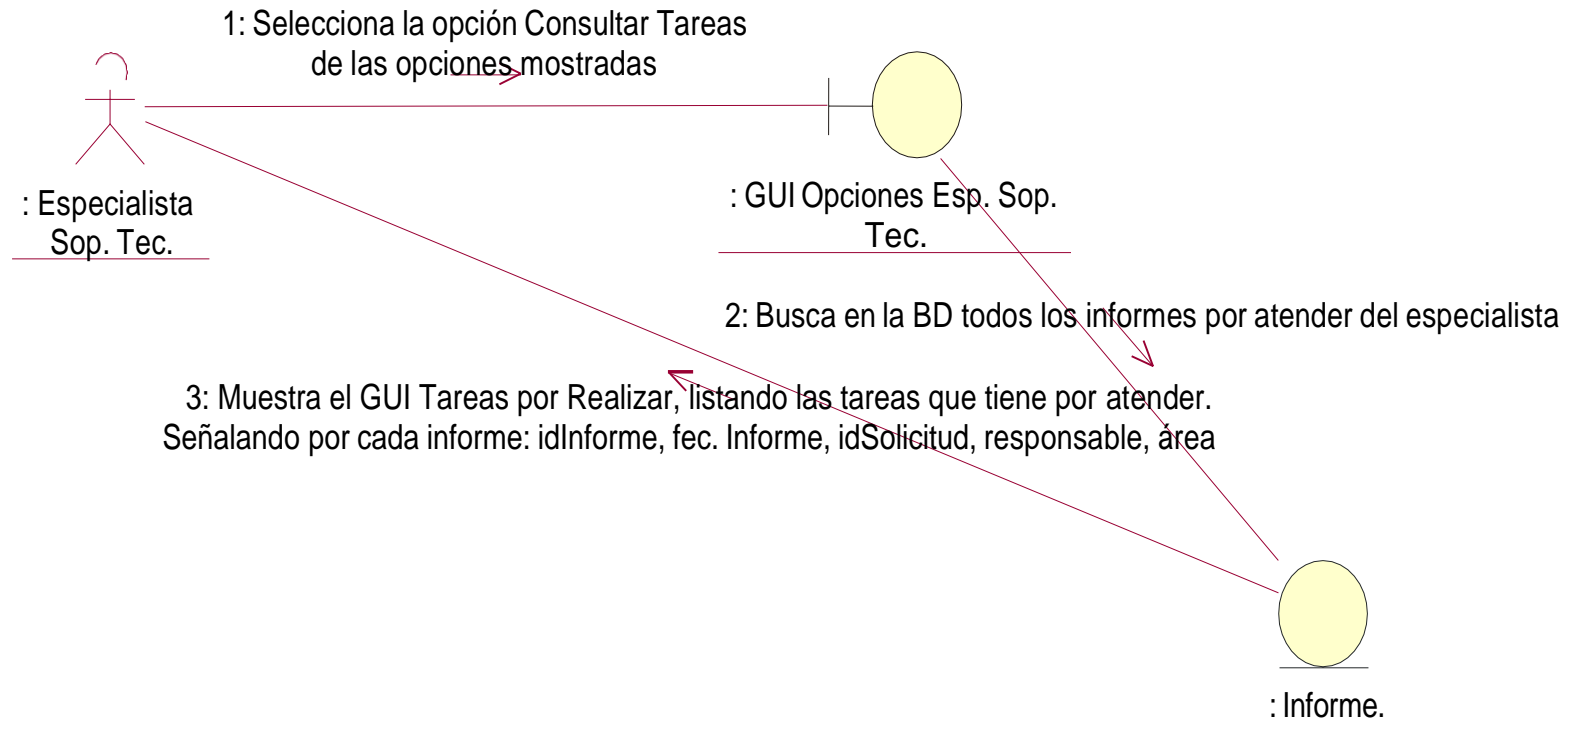 1: Selecciona la opción Consultar Tareas
de las opciones mostradas
: Especialista
Sop. Tec.
: GUI Opciones Esp. Sop.
Tec.
2: Busca en la BD todos los informes por atender del especialista
3: Muestra el GUI Tareas por Realizar, listando las tareas que tiene por atender.
Señalando por cada informe: idInforme, fec. Informe, idSolicitud, responsable, área
: Informe.